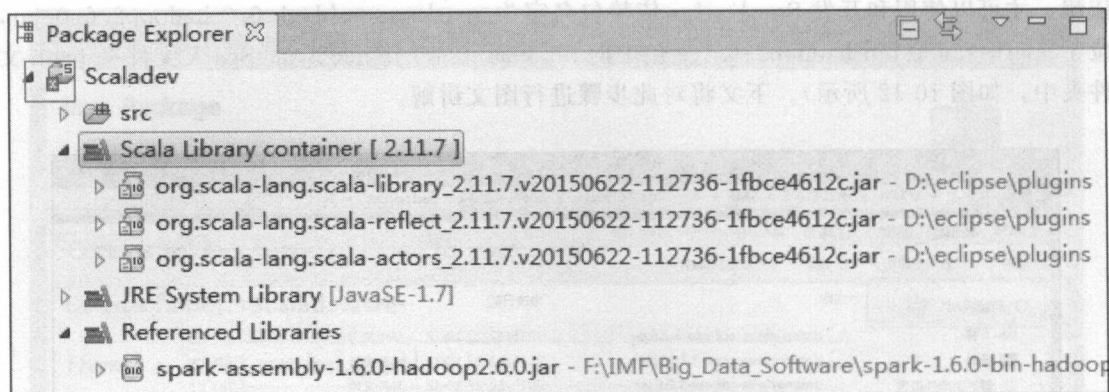 Package Explorer
Scaladev
src
Scala Library container [ 2.11.7 ]
org.scala-lang.scala-library_2.11.7.v20150622-112736-1fbce4612c.jar - D:\eclipse\plugins
org.scala-lang.scala-reflect_2.11.7.v20150622-112736-1fbce4612c.jar - D:\eclipse\plugins
org.scala-lang.scala-actors_2.11.7.v20150622-112736-1fbce4612c.jar - D:\eclipse\plugins
JRE System Library [JavaSE-1.7]
Referenced Libraries
spark-assembly-1.6.0-hadoop2.6.0.jar - F:\IMF\Big_Data_Software\spark-1.6.0-bin-hadoop